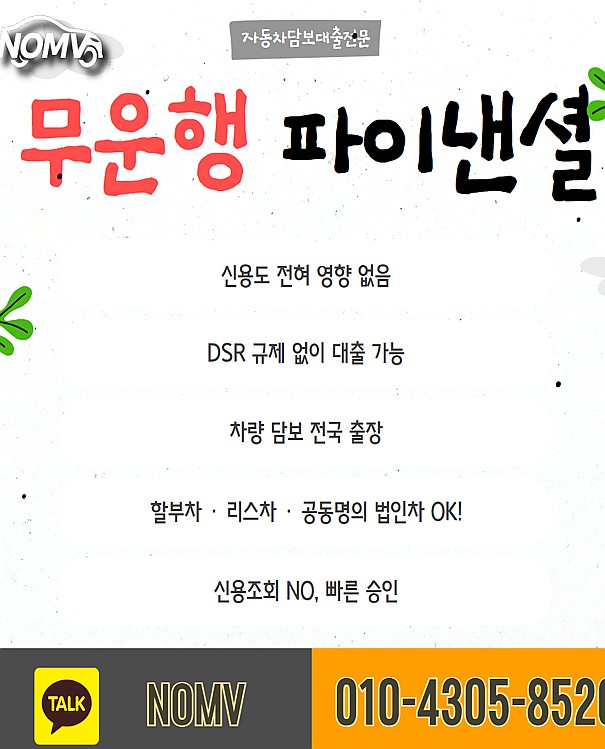 NOMV
자동차담보대출전문
무운행 파이낸셜
신용도 전혀 영향 없음
DSR 규제 없이 대출 가능
차량 담보 전국 출장
할부차 · 리스차 · 공동명의 법인차 OK!
신용조회 NO, 빠른 승인
TALK
NOMV
010-4305-8520